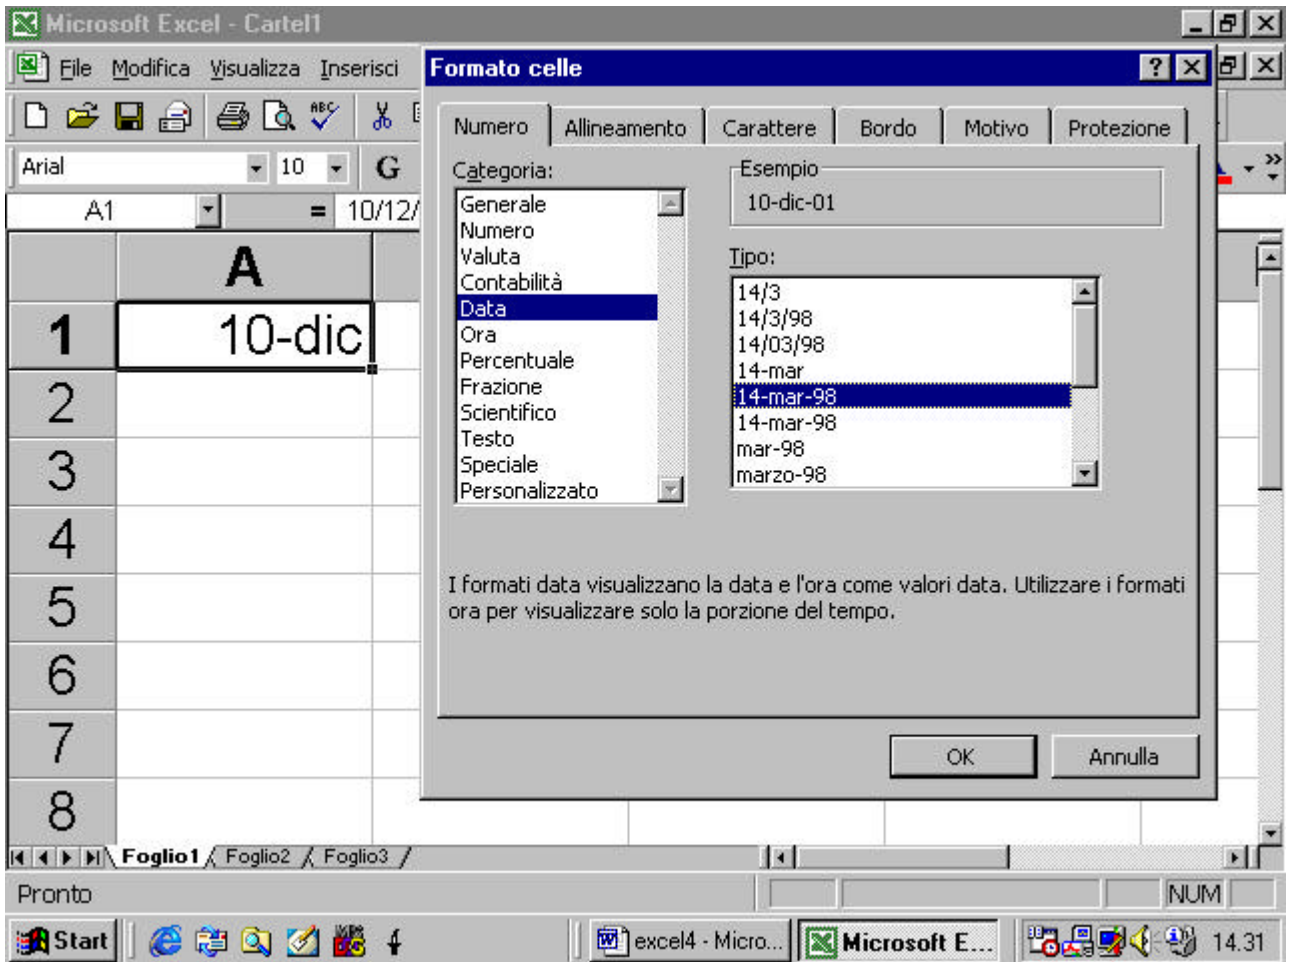 Microsoft Excel - Cartel1
File Modifica Visualizza Inserisci
Formato celle
ABC
Numero Allineamento Carattere Bordo Motivo Protezione
Arial 10 G
Categoria:
Esempio
10-dic-01
A1 = 10/12/
Generale
Numero
Valuta
Contabilità
Data
Ora
Percentuale
Frazione
Scientifico
Testo
Speciale
Personalizzato
Tipo:
14/3
14/3/98
14/03/98
14-mar
14-mar-98
14-mar-98
mar-98
marzo-98
A
1 10-dic
2
3
4
5
6
7
8
I formati data visualizzano la data e l'ora come valori data. Utilizzare i formati
ora per visualizzare solo la porzione del tempo.
OK Annulla
Foglio1 Foglio2 Foglio3
Pronto NUM
Start excel4 - Micro... Microsoft E... 14.31